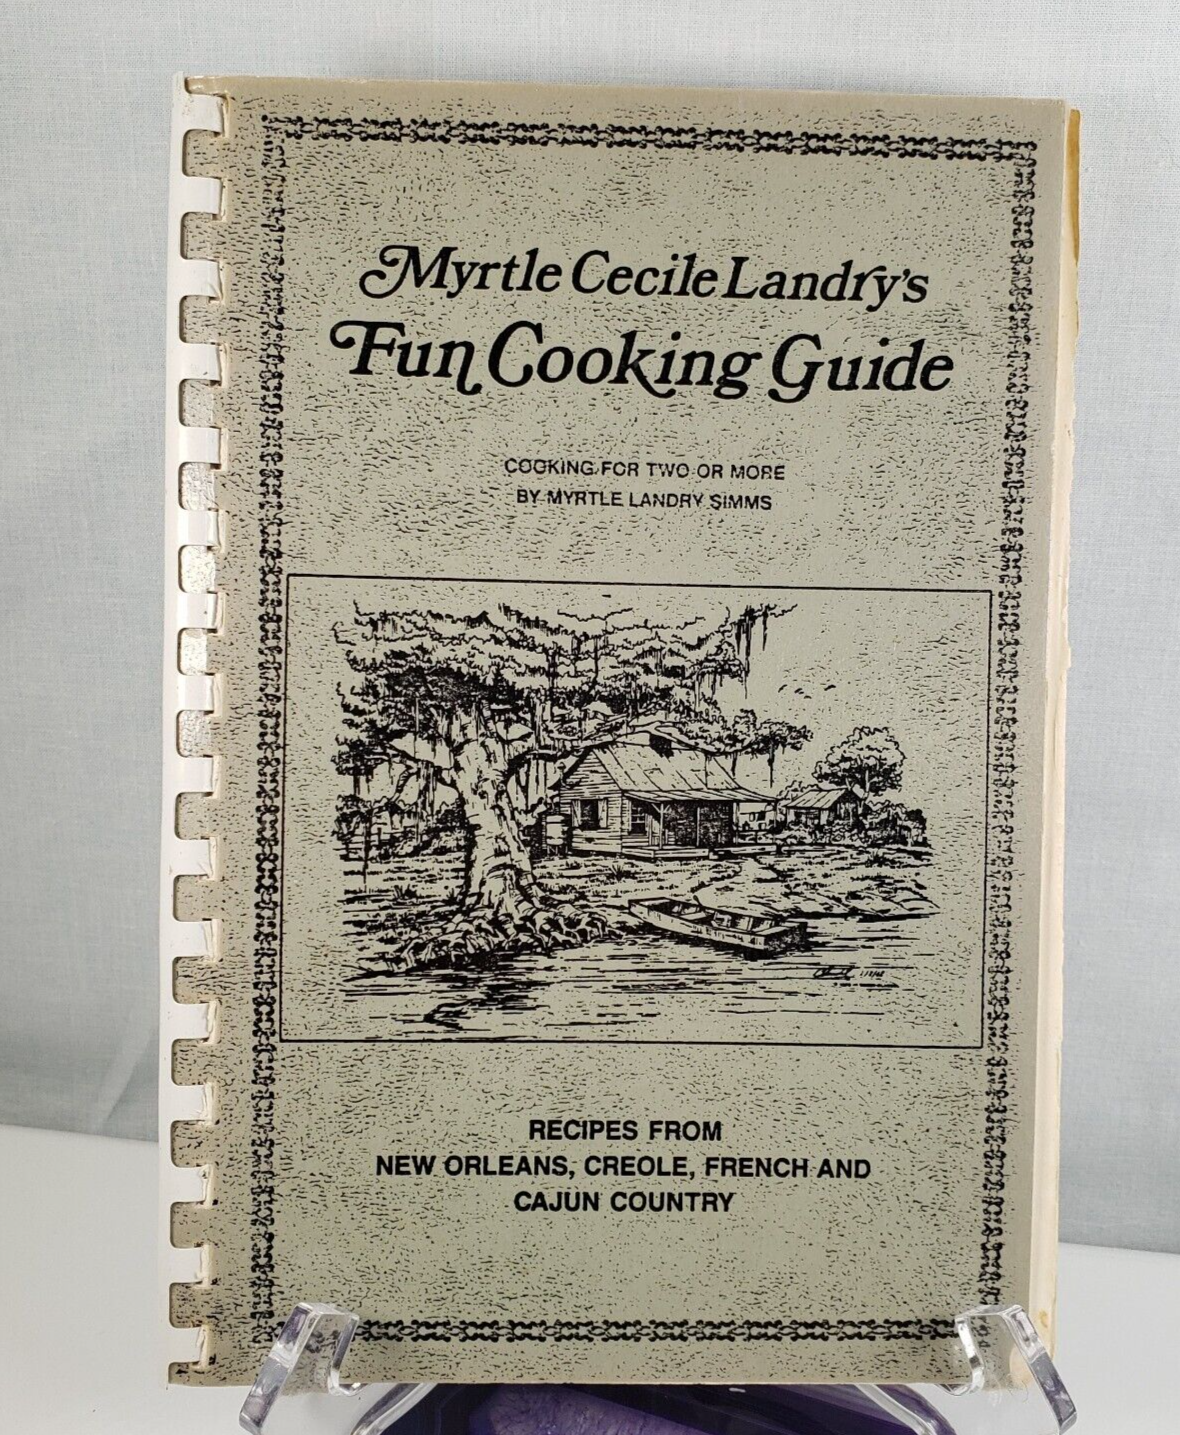 Myrtle Cecile Landry's
Fun Cooking Guide
COOKING FOR TWO OR MORE
BY MYRTLE LANDRY SIMMS
RECIPES FROM
NEW ORLEANS, CREOLE, FRENCH AND
CAJUN COUNTRY